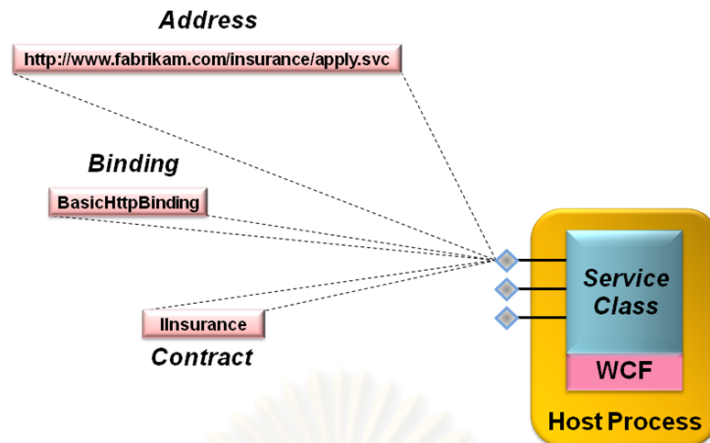 Address
http://www.fabrikam.com/insurance/apply.svc
Binding
BasicHttpBinding
IInsurance
Contract
Service
Class
WCF
Host Process